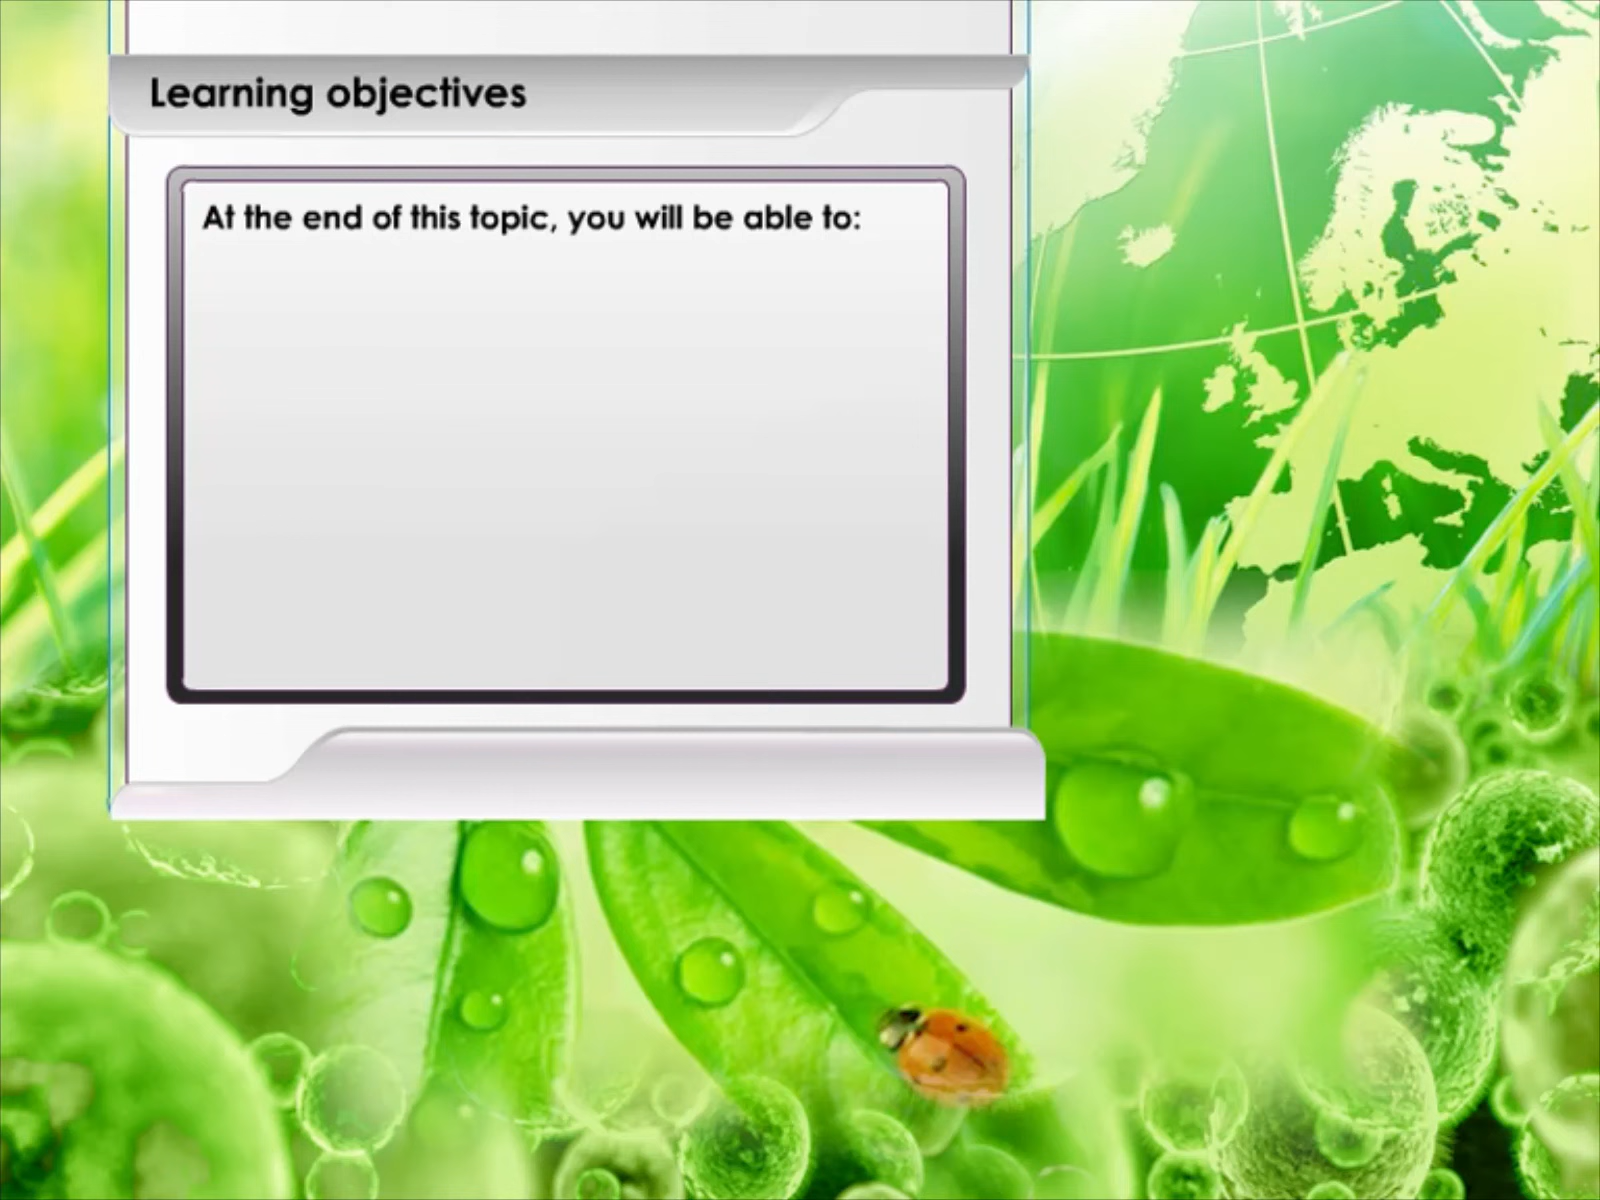 Learning objectives
At the end of this topic, you will be able to: